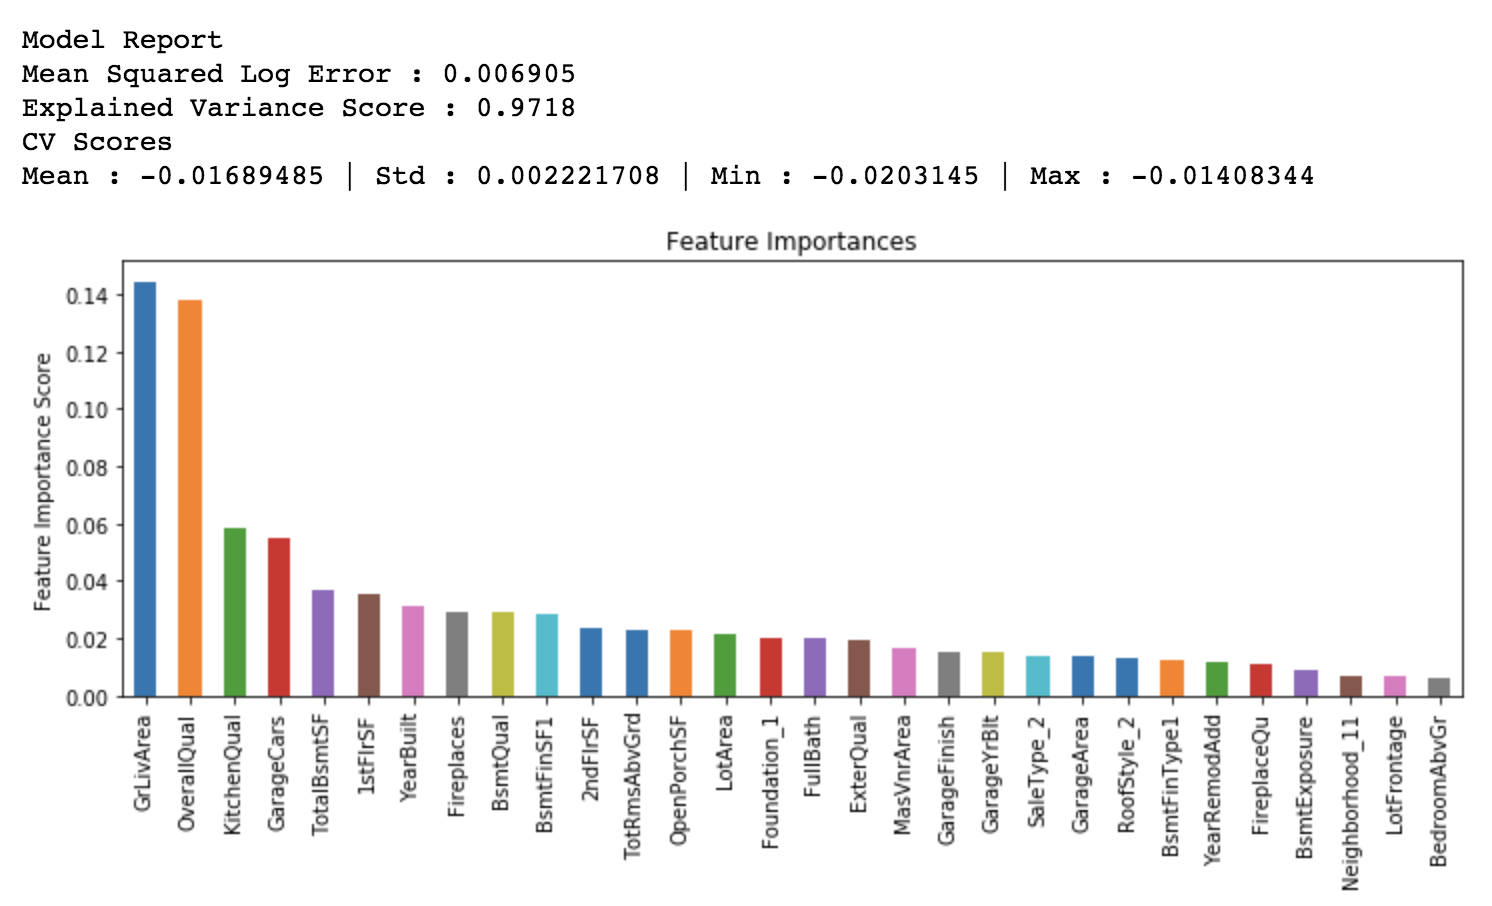 Model Report
Mean Squared Log Error : 0.006905
Explained Variance Score : 0.9718
CV Scores
Mean : -0.01689485 | Std : 0.002221708 | Min : -0.0203145 | Max : -0.01408344
Feature Importances
Feature Importance Score
0.14
0.12
0.10
0.08
0.06
0.04
0.02
0.00
GrLivArea
OverallQual
KitchenQual
GarageCars
TotalBsmtSF
1stFlrSF
YearBuilt
Fireplaces
BsmtQual
BsmtFinSF1
2ndFlrSF
TotRmsAbvGrd
OpenPorchSF
LotArea
Foundation_1
FullBath
ExterQual
MasVnrArea
GarageFinish
GarageYrBlt
SaleType_2
GarageArea
RoofStyle_2
BsmtFinType1
YearRemodAdd
FireplaceQu
BsmtExposure
Neighborhood_11
LotFrontage
BedroomAbvGr